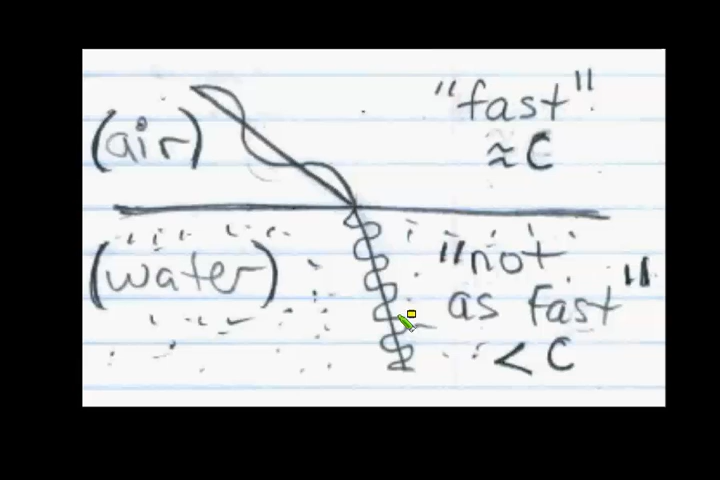 "fast"
(air)
≈ C
(water)
"not
as fast"
< C